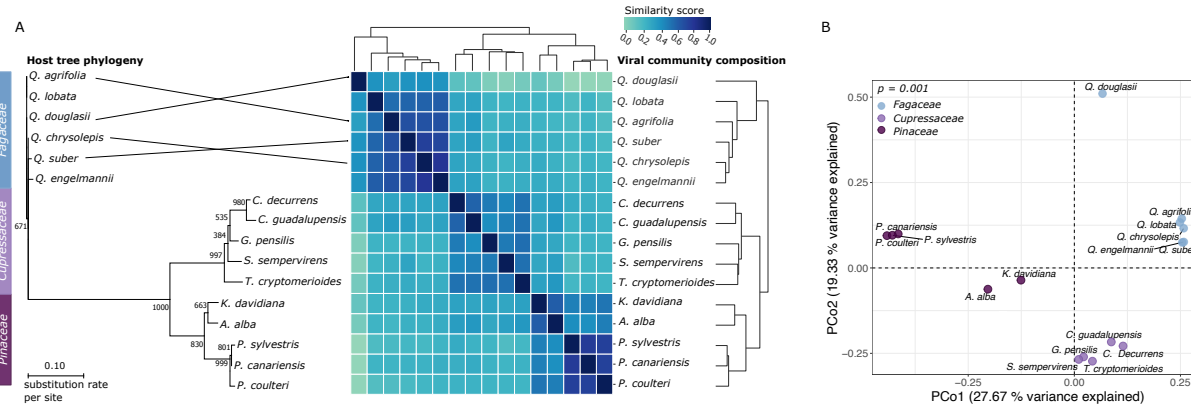 A
Similarity score
0.0 0.2 0.4 0.6 0.8 1.0
B
Host tree phylogeny
Viral community composition
Fagaceae
Cupressaceae
Pinaceae
Q. agrifolia
Q. lobata
Q. douglasii
Q. chrysolepis
Q. suber
Q. engelmannii
C. decurrens
C. guadalupensis
G. pensilis
S. sempervirens
T. cryptomerioides
K. davidiana
A. alba
P. sylvestris
P. canariensis
P. coulteri
671
980
535
384
997
1000
663
830
801
999
0.10
substitution rate
per site
Q. douglasii
Q. lobata
Q. agrifolia
Q. suber
Q. chrysolepis
Q. engelmannii
C. decurrens
C. guadalupensis
G. pensilis
S. sempervirens
T. cryptomerioides
K. davidiana
A. alba
P. sylvestris
P. canariensis
P. coulteri
p = 0.001
Fagaceae
Cupressaceae
Pinaceae
PCo2 (19.33 % variance explained)
0.50
0.25
0.00
−0.25
Q. douglasii
Q. agrifoli
Q. lobata
Q. chrysolepis
Q. engelmannii Q. sube
P. canariensis
P. coulteri
P. sylvestris
K. davidiana
A. alba
C. guadalupensis
G. pensilis
C. Decurrens
S. sempervirens
T. cryptomerioides
−0.25 0.00 0.25
PCo1 (27.67 % variance explained)